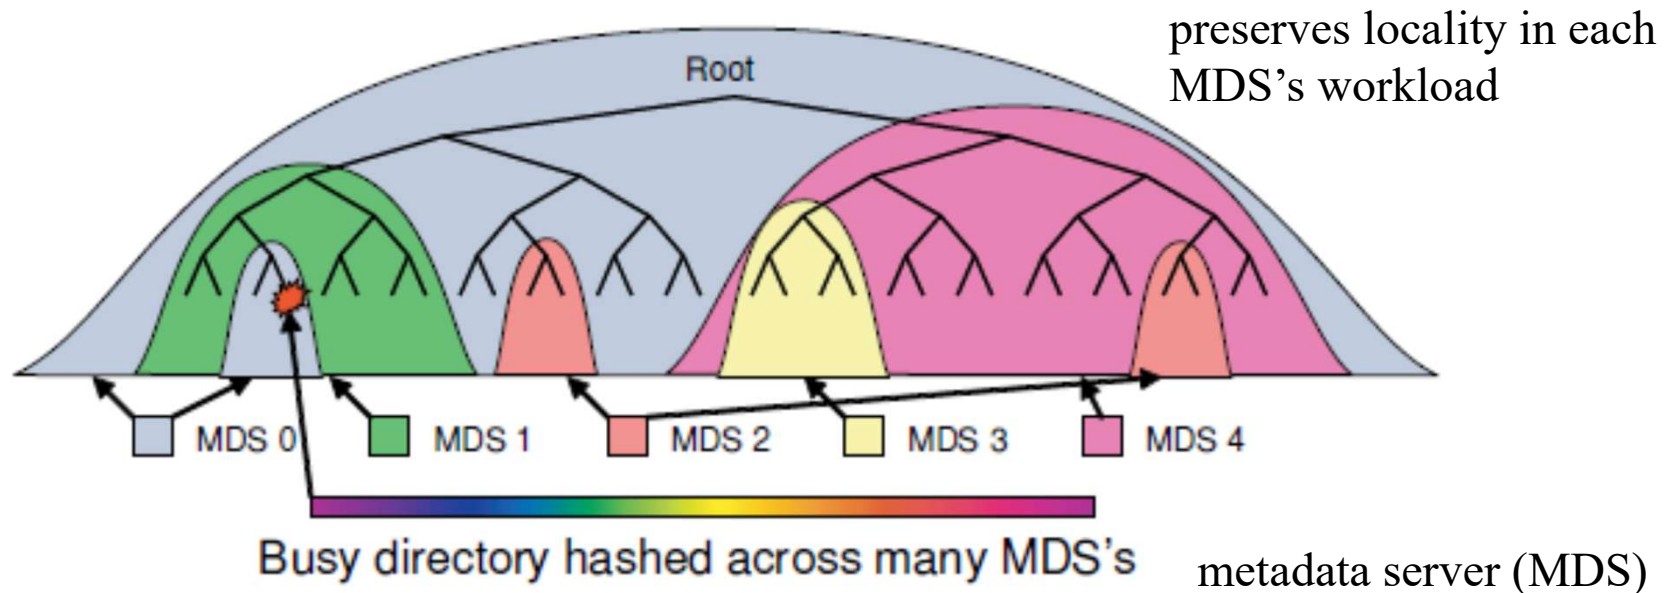 preserves locality in each
MDS's workload
Root
MDS 0
MDS 1
MDS 2
MDS 3
MDS 4
Busy directory hashed across many MDS's
metadata server (MDS)